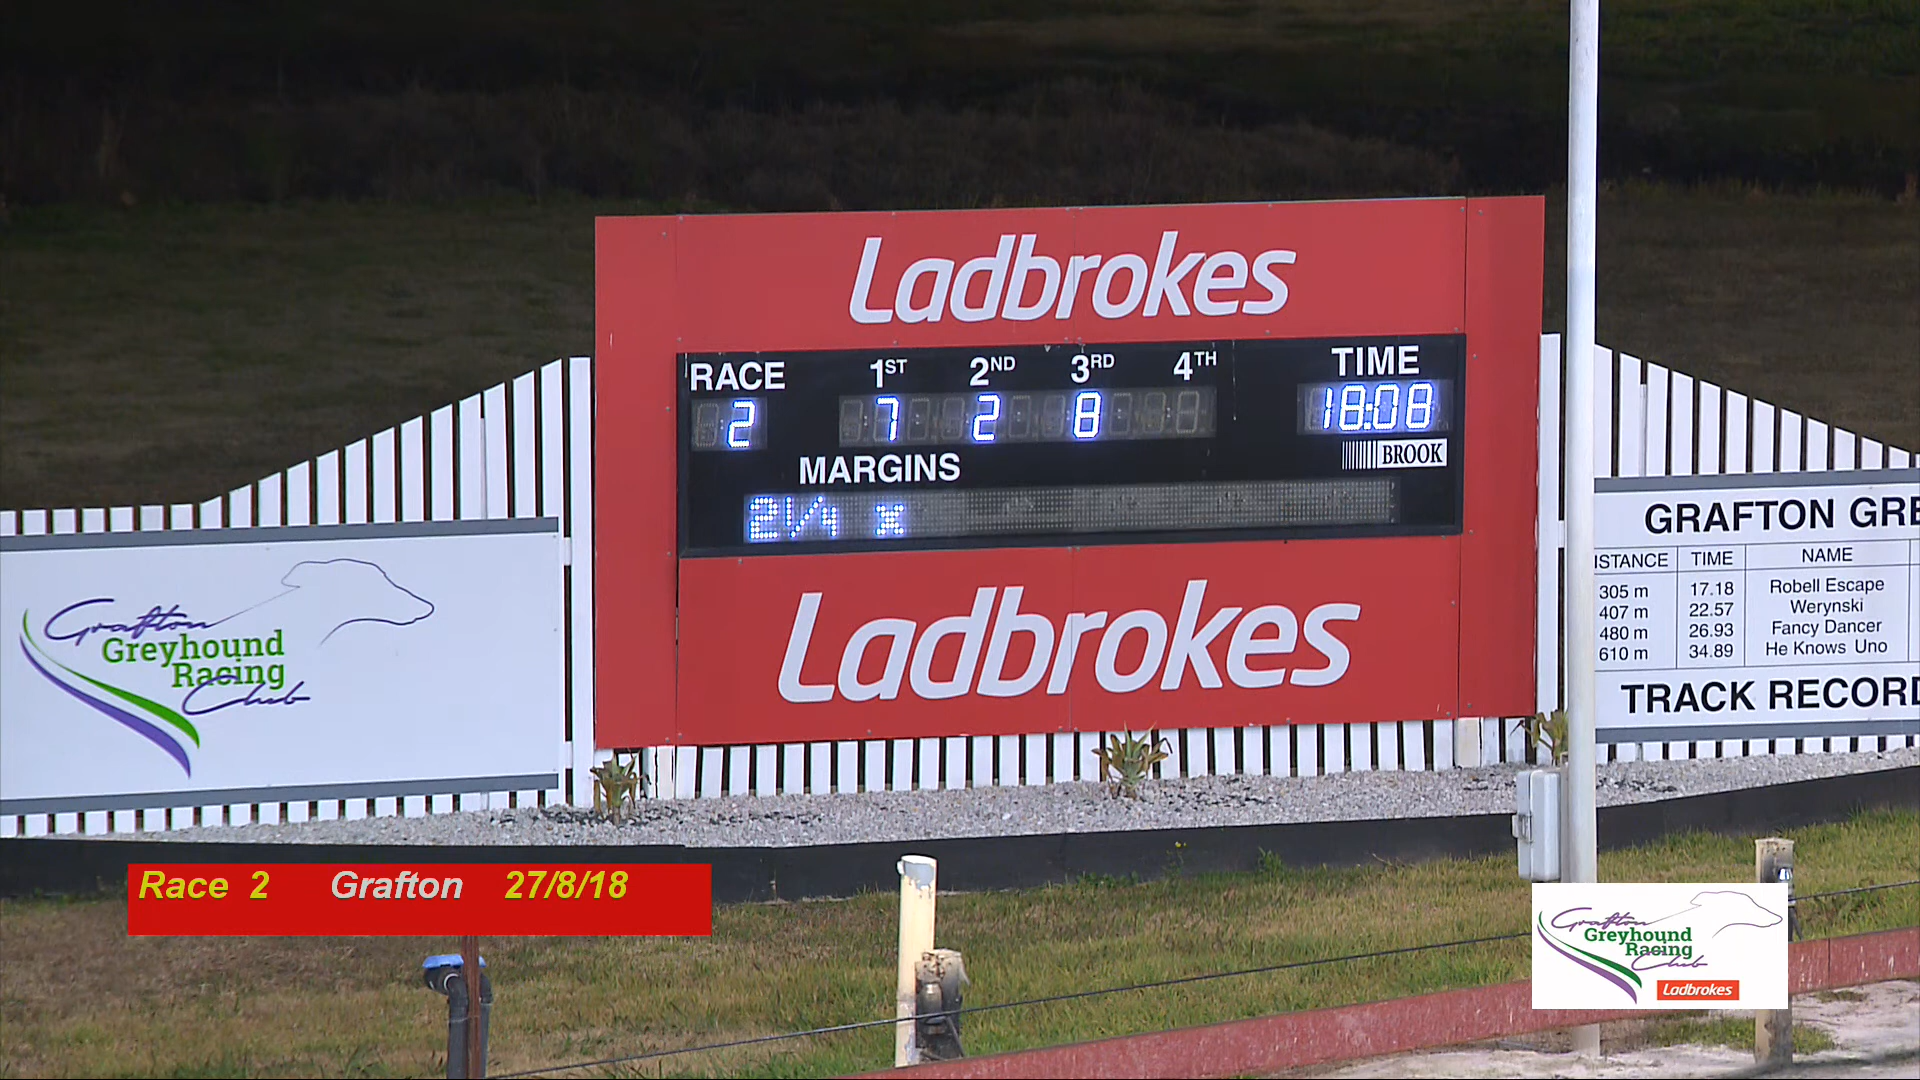 Ladbrokes
RACE 1ST 2ND 3RD 4TH TIME
2 7 2 8 18:08
MARGINS
BROOK
2 1/4 x
Ladbrokes
Grafton
Greyhound
Racing
Club
GRAFTON GRE
ISTANCE TIME NAME
305 m 17.18 Robell Escape
407 m 22.57 Werynski
480 m 26.93 Fancy Dancer
610 m 34.89 He Knows Uno
TRACK RECORD
Race 2 Grafton 27/8/18
Grafton
Greyhound
Racing
Club
Ladbrokes